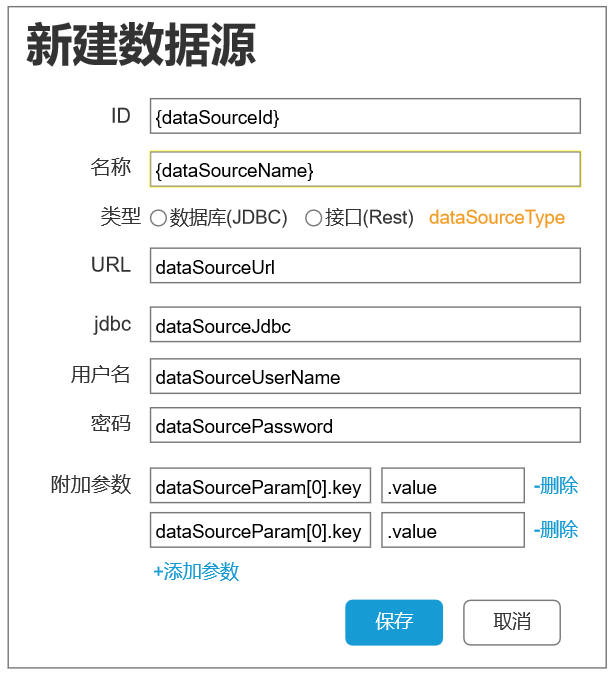 新建数据源
ID {dataSourceId}
名称 {dataSourceName}
类型 数据库(JDBC) 接口(Rest) dataSourceType
URL dataSourceUrl
jdbc dataSourceJdbc
用户名 dataSourceUserName
密码 dataSourcePassword
附加参数 dataSourceParam[0].key .value -删除
dataSourceParam[0].key .value -删除
+添加参数
保存 取消